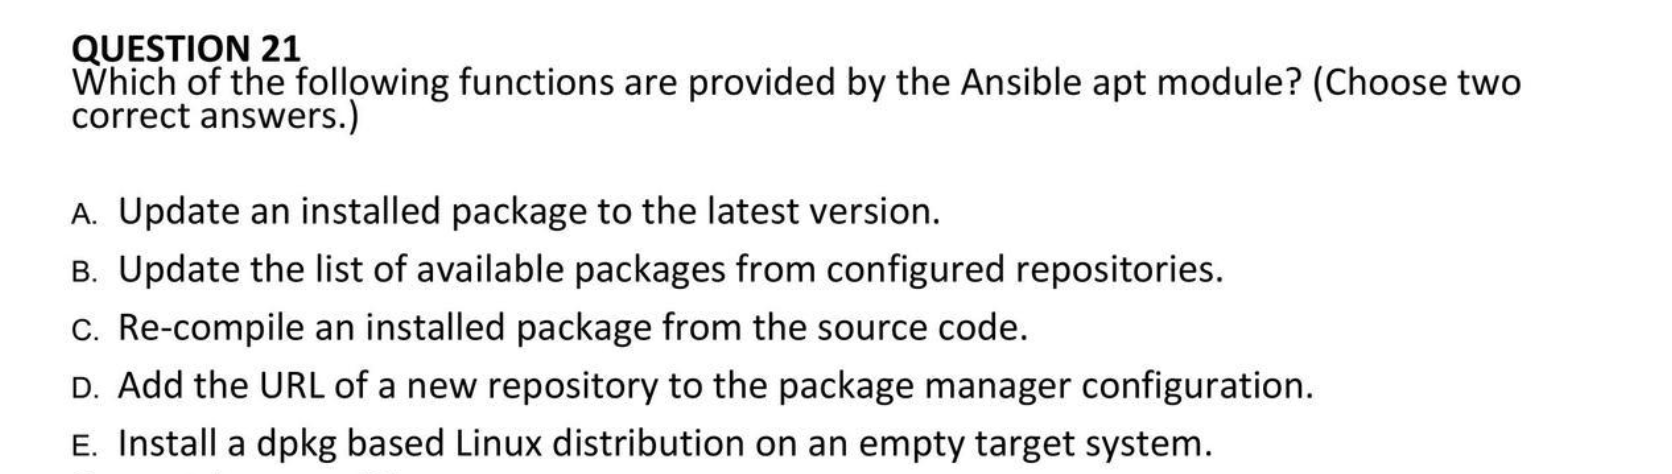 QUESTION 21
Which of the following functions are provided by the Ansible apt module? (Choose two
correct answers.)
A. Update an installed package to the latest version.
B. Update the list of available packages from configured repositories.
C. Re-compile an installed package from the source code.
D. Add the URL of a new repository to the package manager configuration.
E. Install a dpkg based Linux distribution on an empty target system.